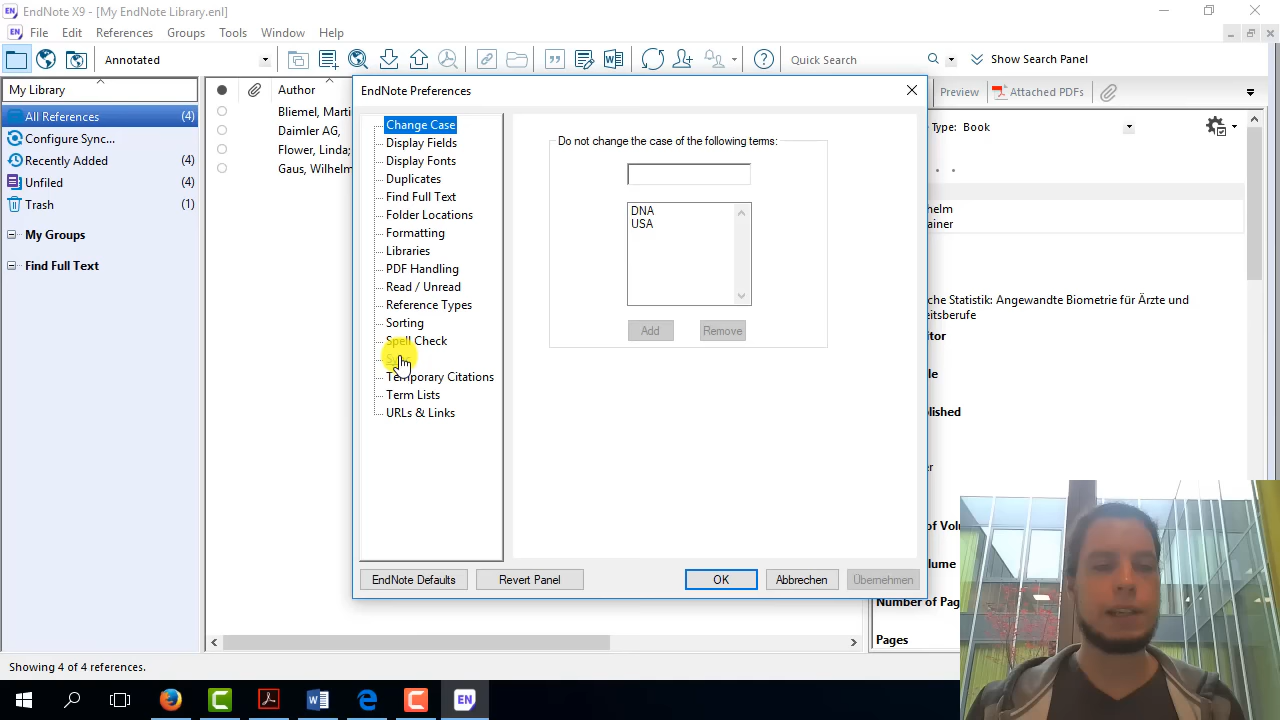 EndNote X9 - [My EndNote Library.enl]
File Edit References Groups Tools Window Help
Annotated
Quick Search
Show Search Panel
My Library
Author
Preview
Attached PDFs
All References (4)
Configure Sync...
Recently Added (4)
Unfiled (4)
Trash (1)
My Groups
Find Full Text
Bliemel, Marti
Daimler AG,
Flower, Linda;
Gaus, Wilhelm
EndNote Preferences
Change Case
Display Fields
Display Fonts
Duplicates
Find Full Text
Folder Locations
Formatting
Libraries
PDF Handling
Read / Unread
Reference Types
Sorting
Spell Check
Temporary Citations
Term Lists
URLs & Links
Do not change the case of the following terms:
DNA
USA
Add
Remove
EndNote Defaults
Revert Panel
OK
Abbrechen
Übernehmen
Type: Book
helm
ainer
che Statistik: Angewandte Biometrie für Ärzte und
eitsberufe
itor
le
blished
er
of Volu
lume
Number of Pag
Pages
Showing 4 of 4 references.